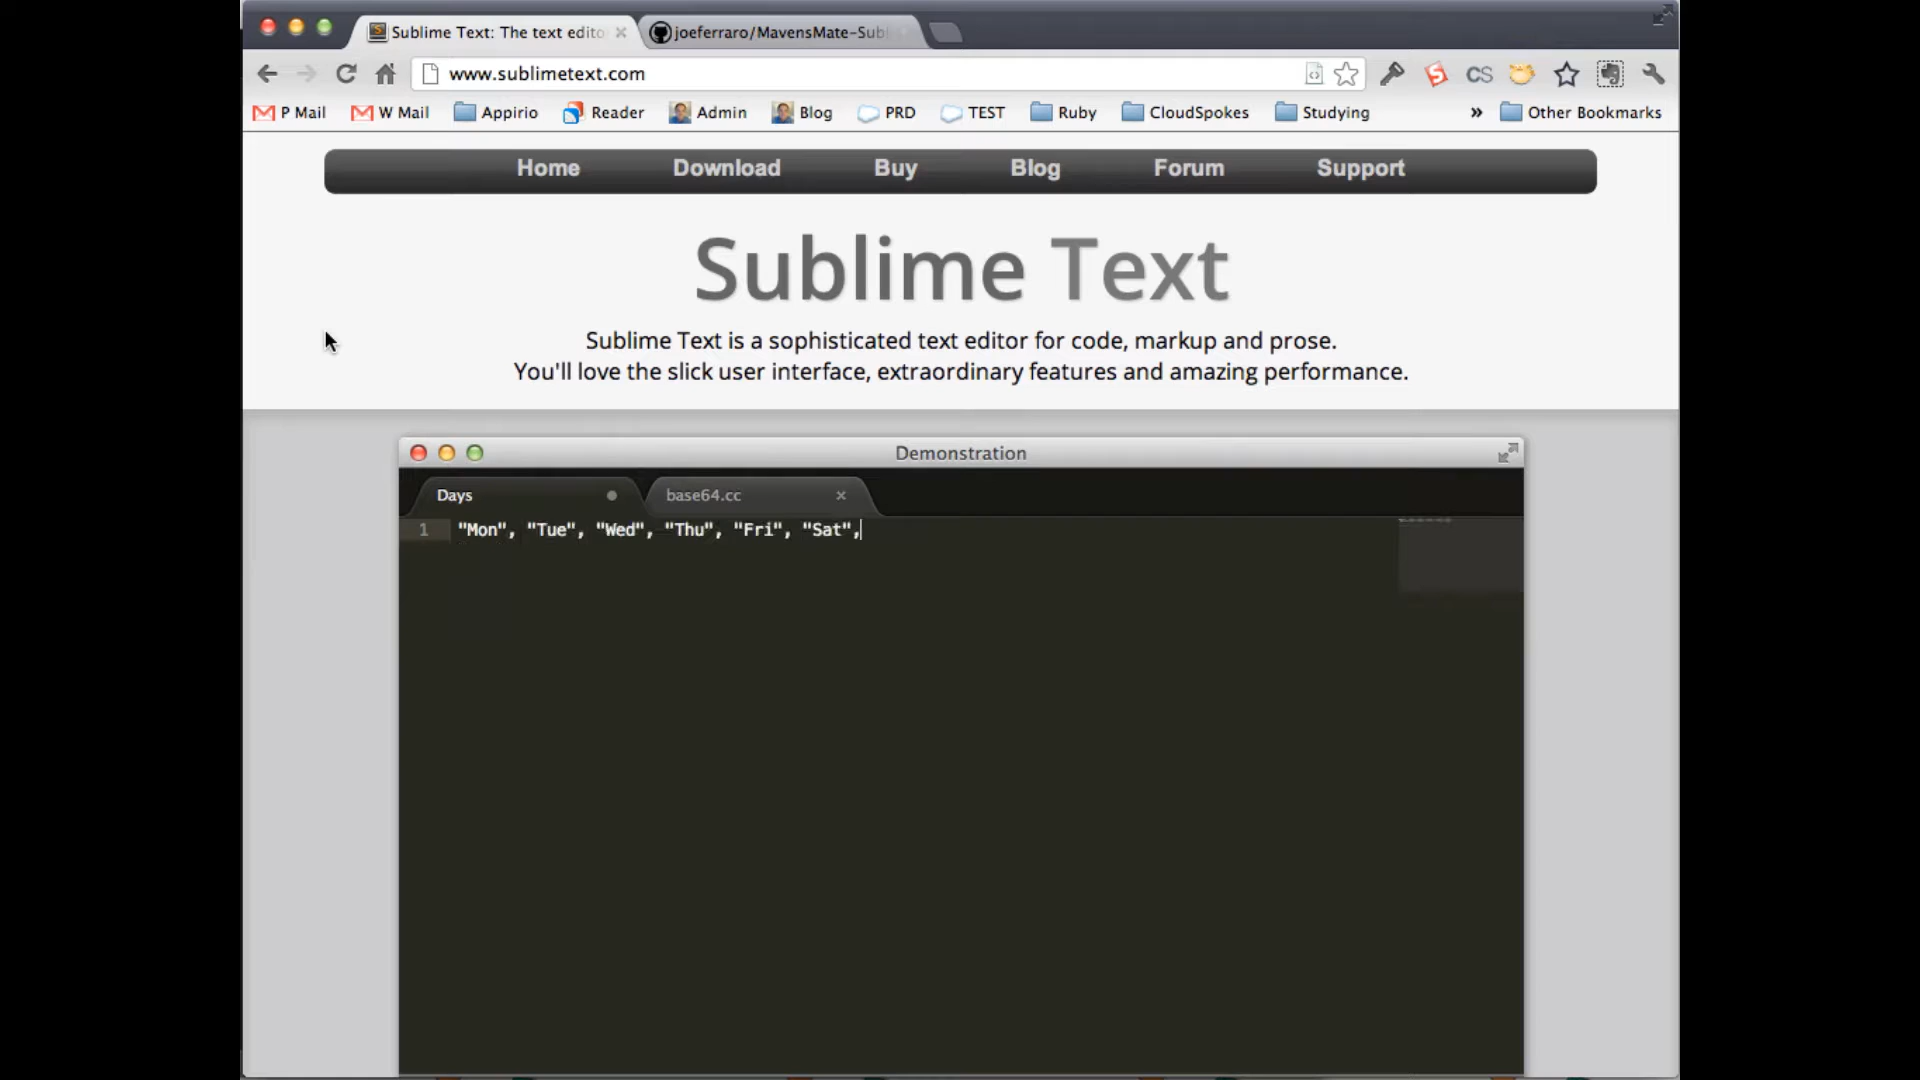 Sublime Text: The text edito
joeferraro/MavensMate-Subl
www.sublimetext.com
CS
P Mail W Mail Appirio Reader Admin Blog PRD TEST Ruby CloudSpokes Studying » Other Bookmarks
Home Download Buy Blog Forum Support
Sublime Text
Sublime Text is a sophisticated text editor for code, markup and prose.
You'll love the slick user interface, extraordinary features and amazing performance.
Demonstration
Days base64.cc
1 "Mon", "Tue", "Wed", "Thu", "Fri", "Sat",